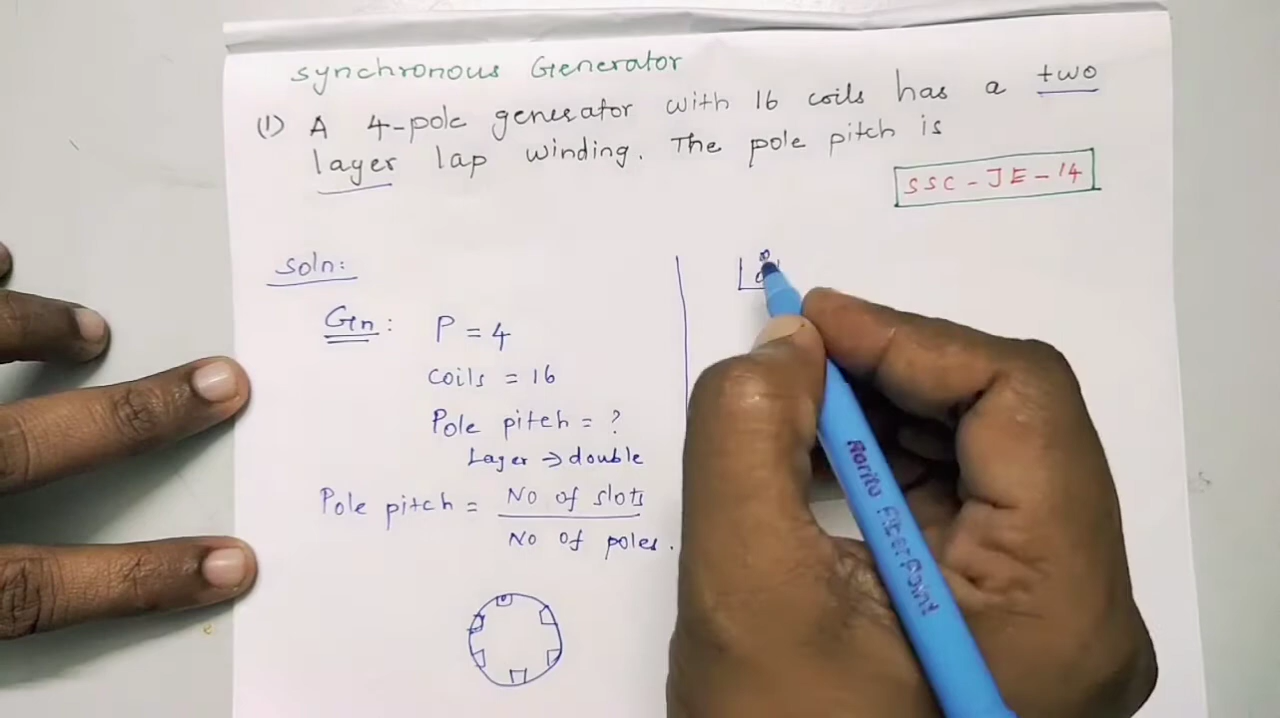 Synchronous Generator
(1) A 4-pole generator with 16 coils has a two
layer lap winding. The pole pitch is
SSC-JE-14
Soln:
Gn: P = 4
coils = 16
Pole pitch = ?
Layer → double
Pole pitch = No of slots
No of poles.
Rorito FiberPoint